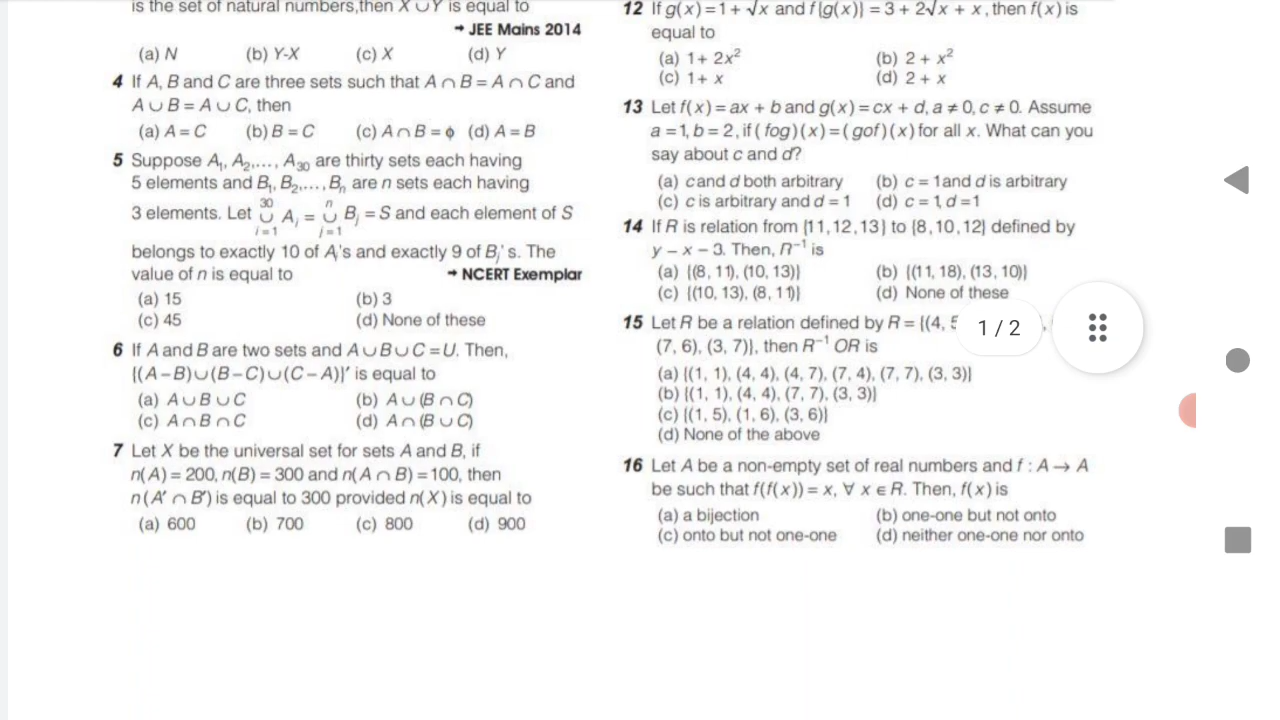 is the set of natural numbers,then X ∪ Y is equal to
→ JEE Mains 2014
(a) N (b) Y-X (c) X (d) Y
4 If A, B and C are three sets such that A ∩ B = A ∩ C and
A ∪ B = A ∪ C, then
(a) A = C (b) B = C (c) A ∩ B = ϕ (d) A = B
5 Suppose A₁, A₂,..., A₃₀ are thirty sets each having
5 elements and B₁, B₂,..., Bₙ are n sets each having
3 elements. Let 30 ∪ i=1 Aᵢ = n ∪ j=1 Bⱼ = S and each element of S
belongs to exactly 10 of Aᵢ's and exactly 9 of Bⱼ's. The
value of n is equal to → NCERT Exemplar
(a) 15 (b) 3
(c) 45 (d) None of these
6 If A and B are two sets and A ∪ B ∪ C = U. Then,
{(A – B) ∪ (B – C) ∪ (C – A)}′ is equal to
(a) A ∪ B ∪ C (b) A ∪ (B ∩ C)
(c) A ∩ B ∩ C (d) A ∩ (B ∪ C)
7 Let X be the universal set for sets A and B, if
n(A) = 200, n(B) = 300 and n(A ∩ B) = 100, then
n(A′ ∩ B′) is equal to 300 provided n(X) is equal to
(a) 600 (b) 700 (c) 800 (d) 900
12 If g(x) = 1 + √x and f{g(x)} = 3 + 2√x + x, then f(x) is
equal to
(a) 1 + 2x² (b) 2 + x²
(c) 1 + x (d) 2 + x
13 Let f(x) = ax + b and g(x) = cx + d, a ≠ 0, c ≠ 0. Assume
a = 1, b = 2, if (fog)(x) = (gof)(x) for all x. What can you
say about c and d?
(a) c and d both arbitrary (b) c = 1 and d is arbitrary
(c) c is arbitrary and d = 1 (d) c = 1, d = 1
14 If R is relation from {11, 12, 13} to {8, 10, 12} defined by
y – x – 3. Then, R⁻¹ is
(a) {(8, 11), (10, 13)} (b) {(11, 18), (13, 10)}
(c) {(10, 13), (8, 11)} (d) None of these
15 Let R be a relation defined by R = {(4, 5
1 / 2
(7, 6), (3, 7)}, then R⁻¹ OR is
(a) {(1, 1), (4, 4), (4, 7), (7, 4), (7, 7), (3, 3)}
(b) {(1, 1), (4, 4), (7, 7), (3, 3)}
(c) {(1, 5), (1, 6), (3, 6)}
(d) None of the above
16 Let A be a non-empty set of real numbers and f : A → A
be such that f(f(x)) = x, ∀ x ∈ R. Then, f(x) is
(a) a bijection (b) one-one but not onto
(c) onto but not one-one (d) neither one-one nor onto